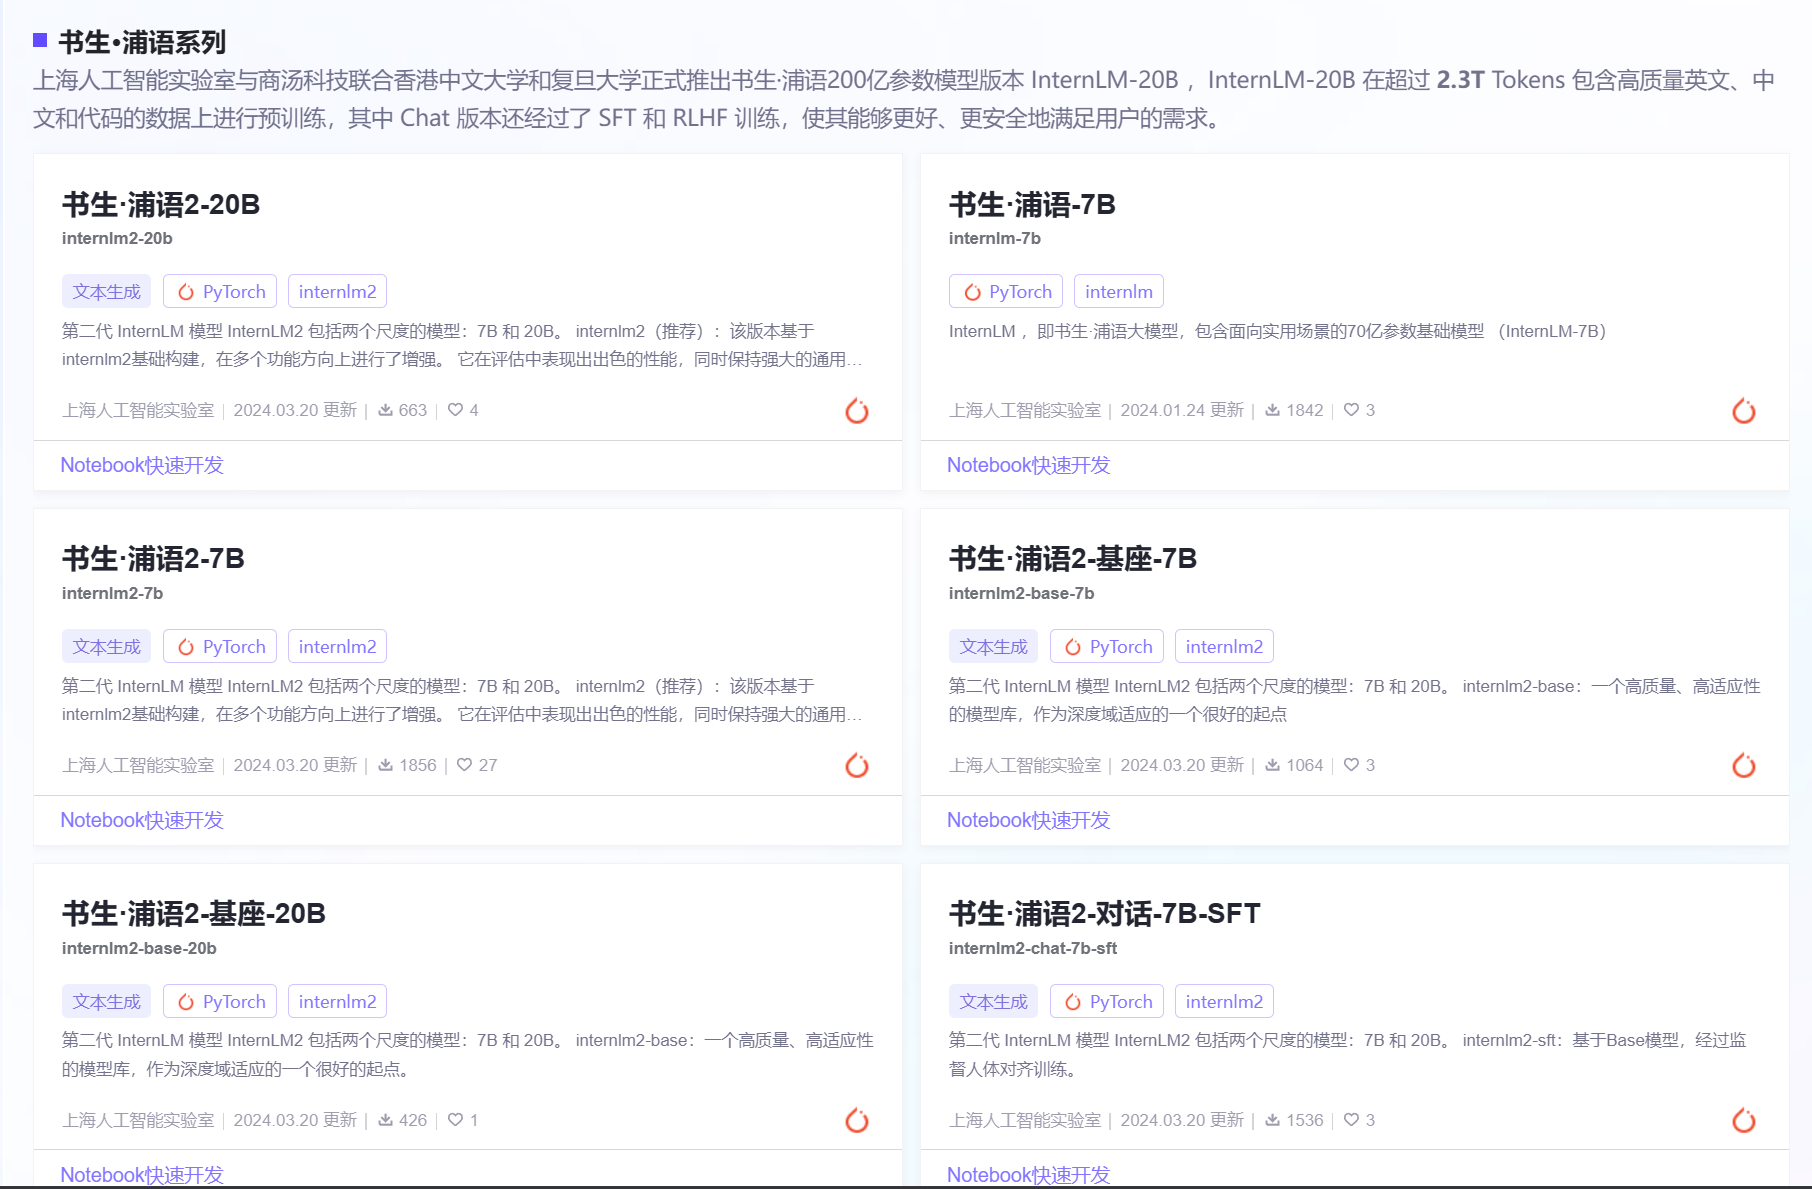 书生•浦语系列
上海人工智能实验室与商汤科技联合香港中文大学和复旦大学正式推出书生·浦语200亿参数模型版本 InternLM-20B ，InternLM-20B 在超过 2.3T Tokens 包含高质量英文、中
文和代码的数据上进行预训练，其中 Chat 版本还经过了 SFT 和 RLHF 训练，使其能够更好、更安全地满足用户的需求。
书生·浦语2-20B
internlm2-20b
文本生成 PyTorch internlm2
第二代 InternLM 模型 InternLM2 包括两个尺度的模型：7B 和 20B。 internlm2（推荐）：该版本基于
internlm2基础构建，在多个功能方向上进行了增强。 它在评估中表现出出色的性能，同时保持强大的通用…
上海人工智能实验室 | 2024.03.20 更新 | 663 | 4
Notebook快速开发
书生·浦语-7B
internlm-7b
PyTorch internlm
InternLM ，即书生·浦语大模型，包含面向实用场景的70亿参数基础模型 （InternLM-7B）
上海人工智能实验室 | 2024.01.24 更新 | 1842 | 3
Notebook快速开发
书生·浦语2-7B
internlm2-7b
文本生成 PyTorch internlm2
第二代 InternLM 模型 InternLM2 包括两个尺度的模型：7B 和 20B。 internlm2（推荐）：该版本基于
internlm2基础构建，在多个功能方向上进行了增强。 它在评估中表现出出色的性能，同时保持强大的通用…
上海人工智能实验室 | 2024.03.20 更新 | 1856 | 27
Notebook快速开发
书生·浦语2-基座-7B
internlm2-base-7b
文本生成 PyTorch internlm2
第二代 InternLM 模型 InternLM2 包括两个尺度的模型：7B 和 20B。 internlm2-base：一个高质量、高适应性
的模型库，作为深度域适应的一个很好的起点
上海人工智能实验室 | 2024.03.20 更新 | 1064 | 3
Notebook快速开发
书生·浦语2-基座-20B
internlm2-base-20b
文本生成 PyTorch internlm2
第二代 InternLM 模型 InternLM2 包括两个尺度的模型：7B 和 20B。 internlm2-base：一个高质量、高适应性
的模型库，作为深度域适应的一个很好的起点。
上海人工智能实验室 | 2024.03.20 更新 | 426 | 1
Notebook快速开发
书生·浦语2-对话-7B-SFT
internlm2-chat-7b-sft
文本生成 PyTorch internlm2
第二代 InternLM 模型 InternLM2 包括两个尺度的模型：7B 和 20B。 internlm2-sft：基于Base模型，经过监
督人体对齐训练。
上海人工智能实验室 | 2024.03.20 更新 | 1536 | 3
Notebook快速开发